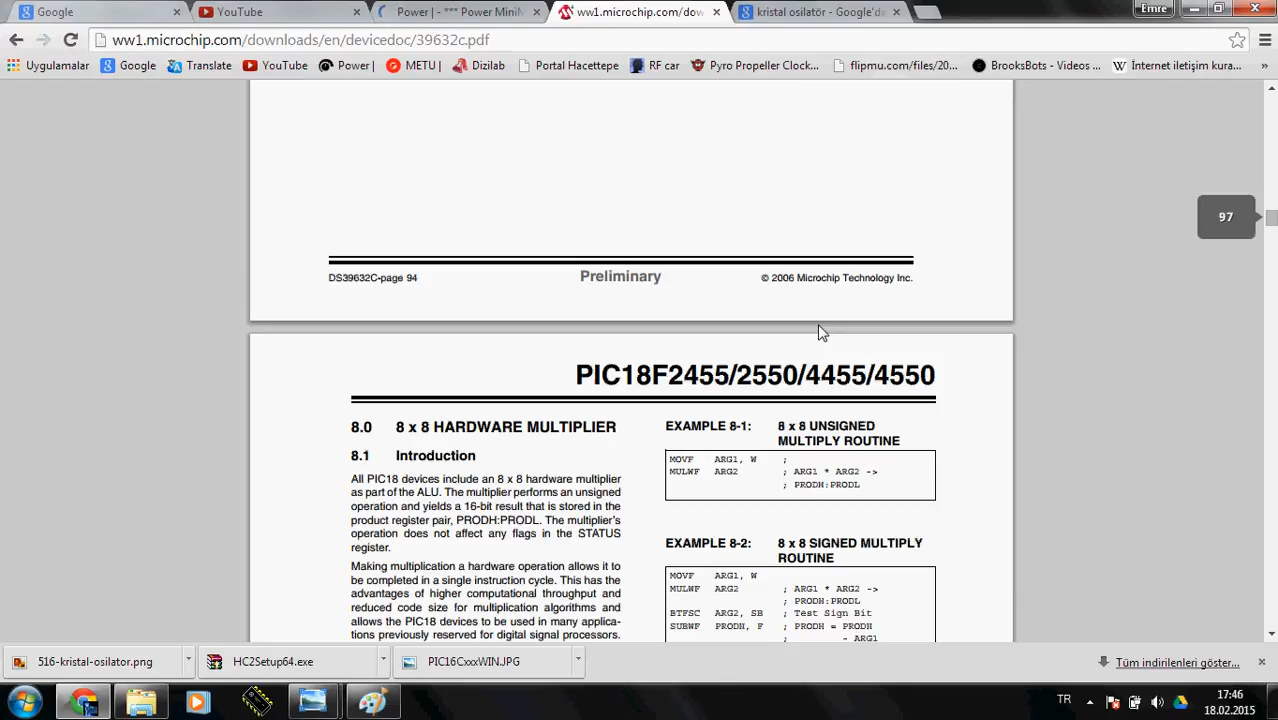 Google
YouTube
Power | - *** Power MiniM
ww1.microchip.com/dow
kristal osilatör - Google'da
Emre
ww1.microchip.com/downloads/en/devicedoc/39632c.pdf
Uygulamalar
Google
Translate
YouTube
Power |
METU |
Dizilab
Portal Hacettepe
RF car
Pyro Propeller Clock...
flipmu.com/files/20...
BrooksBots - Videos ...
İnternet iletişim kura...
»
97
DS39632C-page 94
Preliminary
© 2006 Microchip Technology Inc.
PIC18F2455/2550/4455/4550
8.0 8 x 8 HARDWARE MULTIPLIER
8.1 Introduction
All PIC18 devices include an 8 x 8 hardware multiplier
as part of the ALU. The multiplier performs an unsigned
operation and yields a 16-bit result that is stored in the
product register pair, PRODH:PRODL. The multiplier's
operation does not affect any flags in the STATUS
register.
Making multiplication a hardware operation allows it to
be completed in a single instruction cycle. This has the
advantages of higher computational throughput and
reduced code size for multiplication algorithms and
allows the PIC18 devices to be used in many applica-
tions previously reserved for digital signal processors.
EXAMPLE 8-1: 8 x 8 UNSIGNED
MULTIPLY ROUTINE
MOVF ARG1, W ;
MULWF ARG2 ; ARG1 * ARG2 ->
; PRODH:PRODL
EXAMPLE 8-2: 8 x 8 SIGNED MULTIPLY
ROUTINE
MOVF ARG1, W
MULWF ARG2 ; ARG1 * ARG2 ->
; PRODH:PRODL
BTFSC ARG2, SB ; Test Sign Bit
SUBWF PRODH, F ; PRODH = PRODH
; - ARG1
516-kristal-osilator.png
HC2Setup64.exe
PIC16CxxxWIN.JPG
Tüm indirilenleri göster...
TR
17:46
18.02.2015